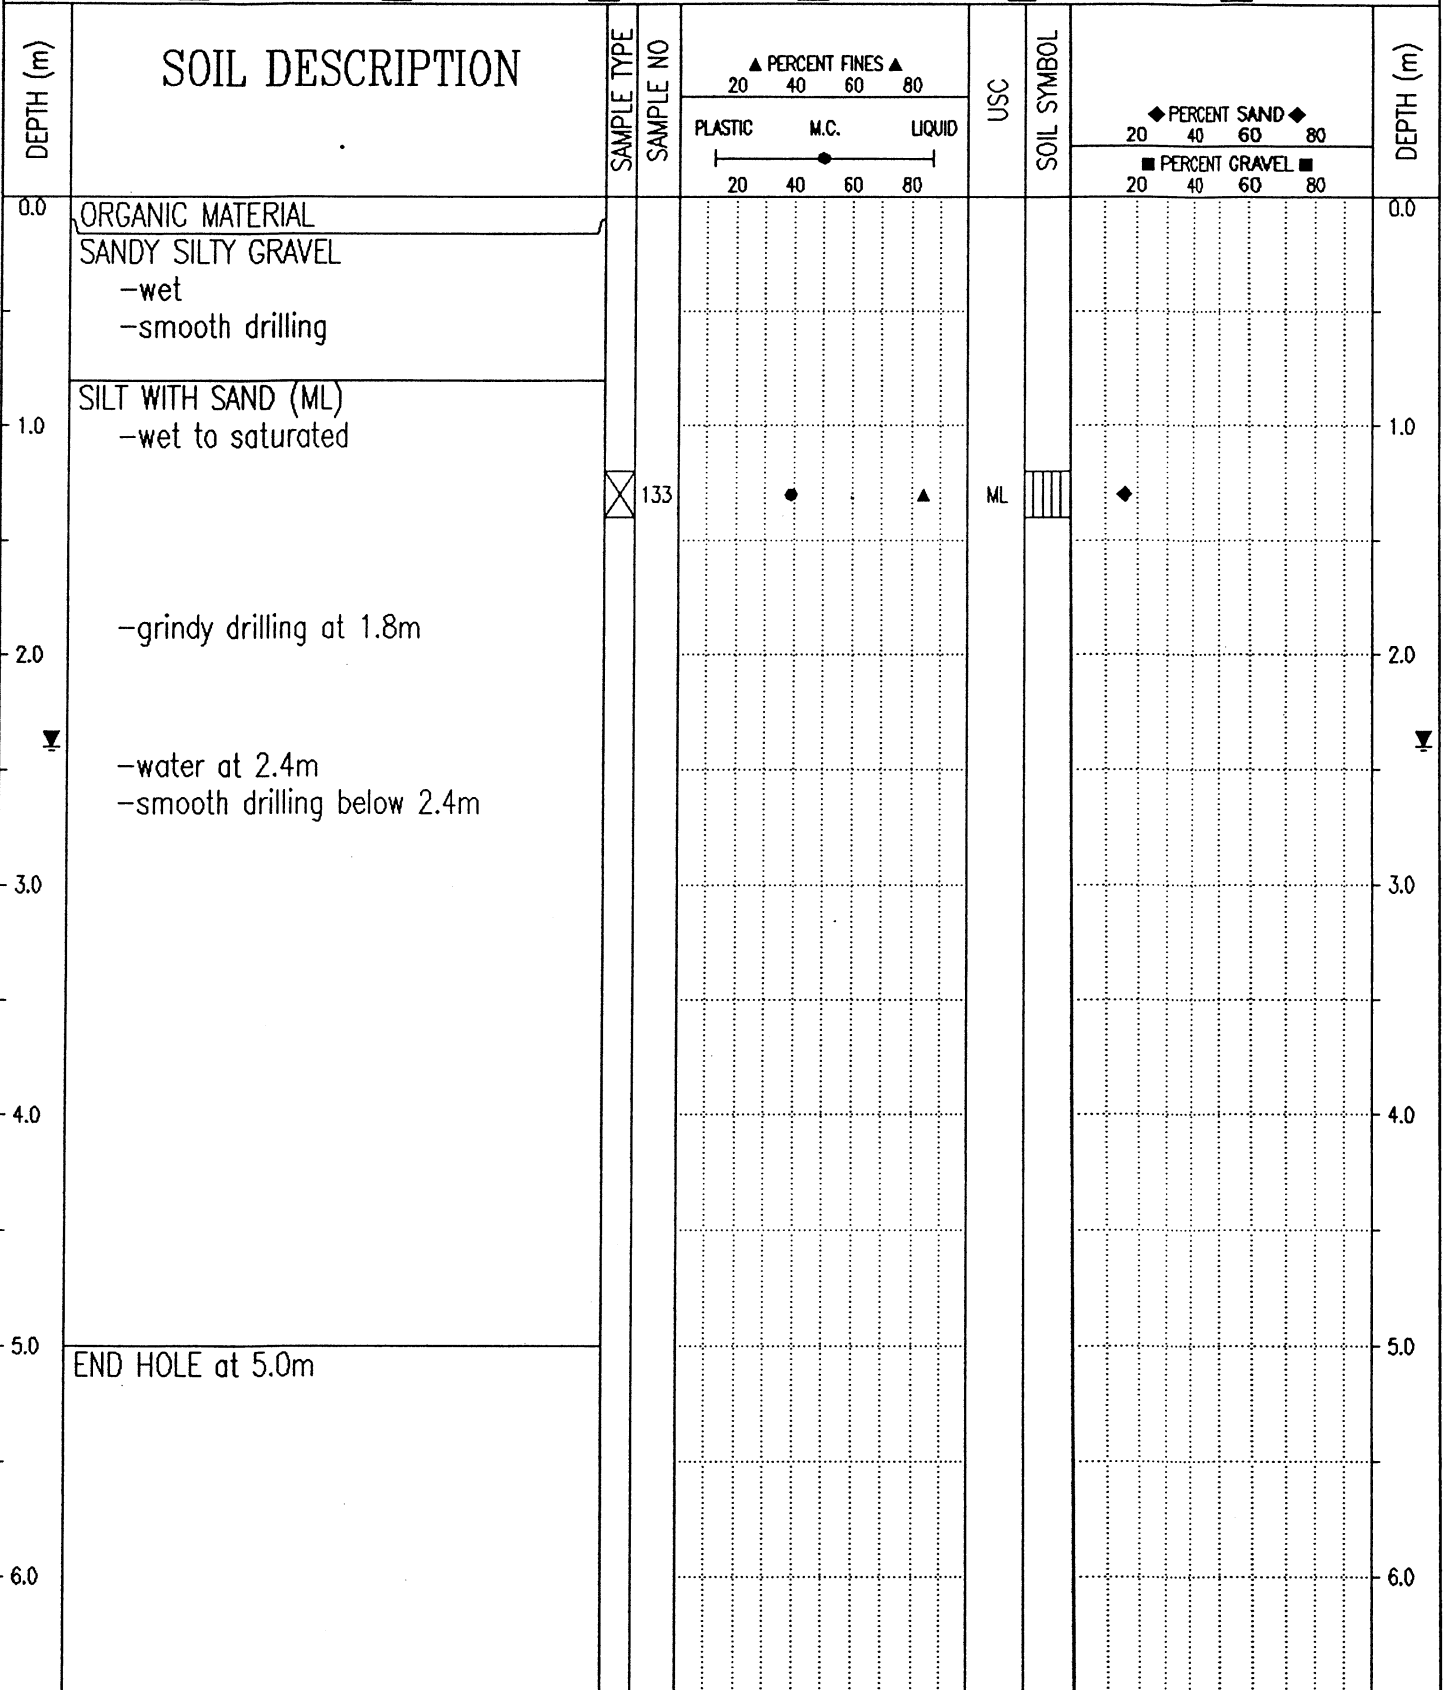 DEPTH (m)
SOIL DESCRIPTION
SAMPLE TYPE
SAMPLE NO
▲ PERCENT FINES ▲
20 40 60 80
PLASTIC M.C. LIQUID
20 40 60 80
USC
SOIL SYMBOL
◆ PERCENT SAND ◆
20 40 60 80
■ PERCENT GRAVEL ■
20 40 60 80
DEPTH (m)
0.0 0.0
ORGANIC MATERIAL
SANDY SILTY GRAVEL
-wet
-smooth drilling
SILT WITH SAND (ML)
1.0 1.0
-wet to saturated
133 ML
-grindy drilling at 1.8m
2.0 2.0
-water at 2.4m
-smooth drilling below 2.4m
3.0 3.0
4.0 4.0
5.0 5.0
END HOLE at 5.0m
6.0 6.0